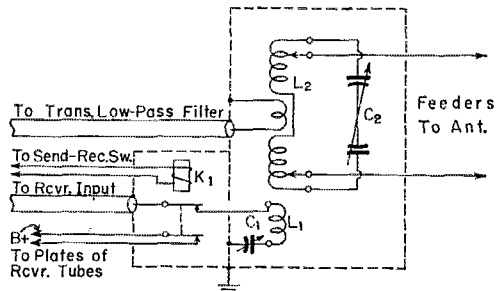 To Trans. Low-Pass Filter
To Send-Rec. Sw.
To Rcvr. Input
B+
To Plates of
Rcvr. Tubes
K1
L2
C2
L1
C1
Feeders
To Ant.